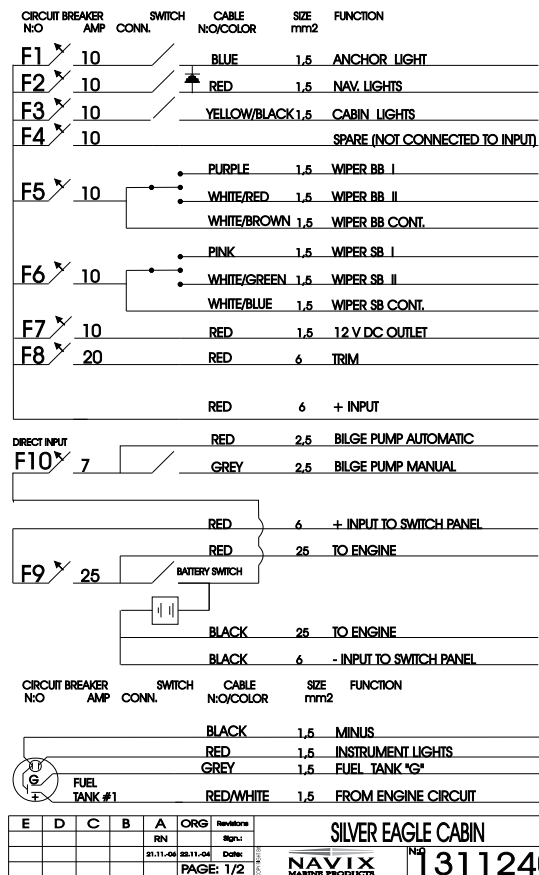 CIRCUIT BREAKER SWITCH CABLE SIZE FUNCTION
N:O AMP CONN. N:O/COLOR mm2
F1 10 BLUE 1,5 ANCHOR LIGHT
F2 10 RED 1,5 NAV. LIGHTS
F3 10 YELLOW/BLACK 1,5 CABIN LIGHTS
F4 10 SPARE (NOT CONNECTED TO INPUT)
PURPLE 1,5 WIPER BB I
F5 10 WHITE/RED 1,5 WIPER BB II
WHITE/BROWN 1,5 WIPER BB CONT.
PINK 1,5 WIPER SB I
F6 10 WHITE/GREEN 1,5 WIPER SB II
WHITE/BLUE 1,5 WIPER SB CONT.
F7 10 RED 1,5 12 V DC OUTLET
F8 20 RED 6 TRIM
RED 6 + INPUT
DIRECT INPUT RED 2,5 BILGE PUMP AUTOMATIC
F10 7 GREY 2,5 BILGE PUMP MANUAL
RED 6 + INPUT TO SWITCH PANEL
RED 25 TO ENGINE
F9 25 BATTERY SWITCH
BLACK 25 TO ENGINE
BLACK 6 - INPUT TO SWITCH PANEL
CIRCUIT BREAKER SWITCH CABLE SIZE FUNCTION
N:O AMP CONN. N:O/COLOR mm2
BLACK 1,5 MINUS
RED 1,5 INSTRUMENT LIGHTS
G GREY 1,5 FUEL TANK "G"
FUEL
+ TANK #1 RED/WHITE 1,5 FROM ENGINE CIRCUIT
E D C B A ORG Revisions SILVER EAGLE CABIN
RN Sign.:
21.11.-06 22.11.-04 Date:
PAGE: 1/2
NAVIX
MARINE PRODUCTS
N:O 1311240